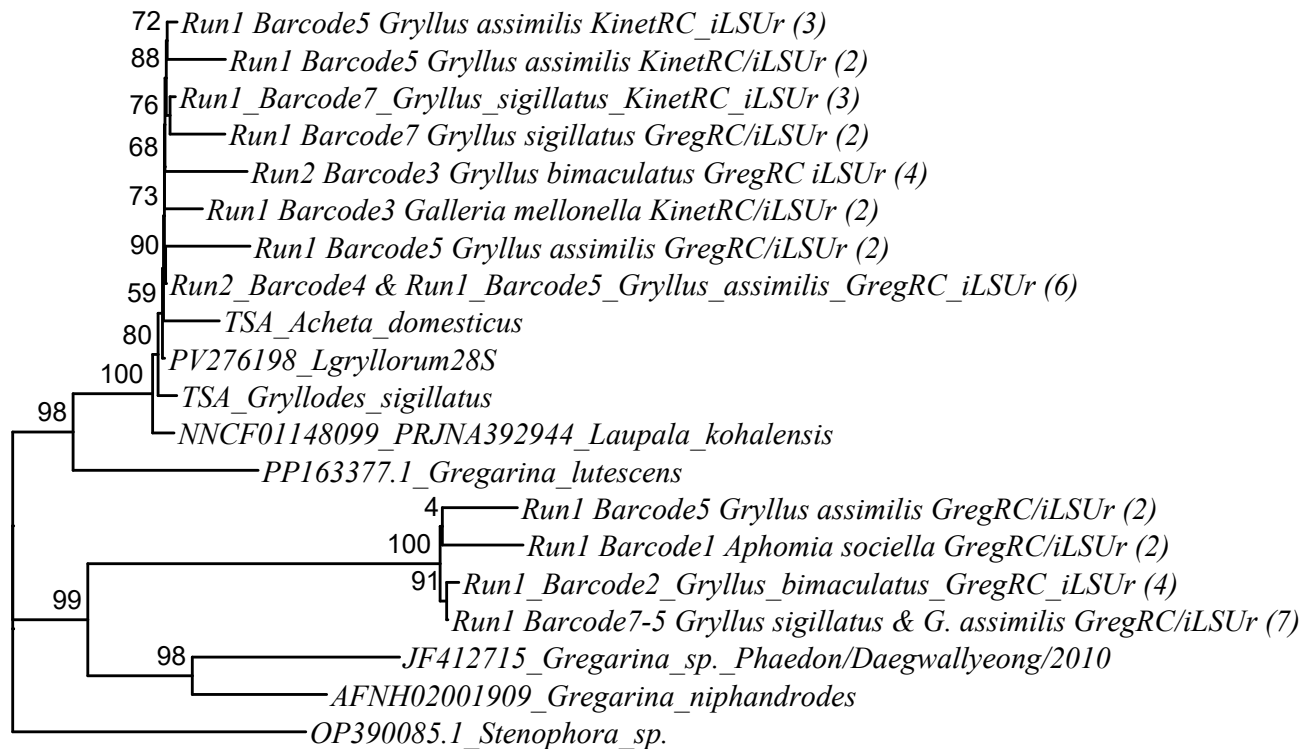 72
Run1 Barcode5 Gryllus assimilis KinetRC_iLSUr (3)
88
Run1 Barcode5 Gryllus assimilis KinetRC/iLSUr (2)
76
Run1_Barcode7_Gryllus_sigillatus_KinetRC_iLSUr (3)
Run1 Barcode7 Gryllus sigillatus GregRC/iLSUr (2)
68
Run2 Barcode3 Gryllus bimaculatus GregRC iLSUr (4)
73
Run1 Barcode3 Galleria mellonella KinetRC/iLSUr (2)
90
Run1 Barcode5 Gryllus assimilis GregRC/iLSUr (2)
Run2_Barcode4 & Run1_Barcode5_Gryllus_assimilis_GregRC_iLSUr (6)
59
TSA_Acheta_domesticus
80
PV276198_Lgryllorum28S
100
TSA_Gryllodes_sigillatus
98
NNCF01148099_PRJNA392944_Laupala_kohalensis
PP163377.1_Gregarina_lutescens
4
Run1 Barcode5 Gryllus assimilis GregRC/iLSUr (2)
100
Run1 Barcode1 Aphomia sociella GregRC/iLSUr (2)
91
Run1_Barcode2_Gryllus_bimaculatus_GregRC_iLSUr (4)
99
Run1 Barcode7-5 Gryllus sigillatus & G. assimilis GregRC/iLSUr (7)
98
JF412715_Gregarina_sp._Phaedon/Daegwallyeong/2010
AFNH02001909_Gregarina_niphandrodes
OP390085.1_Stenophora_sp.